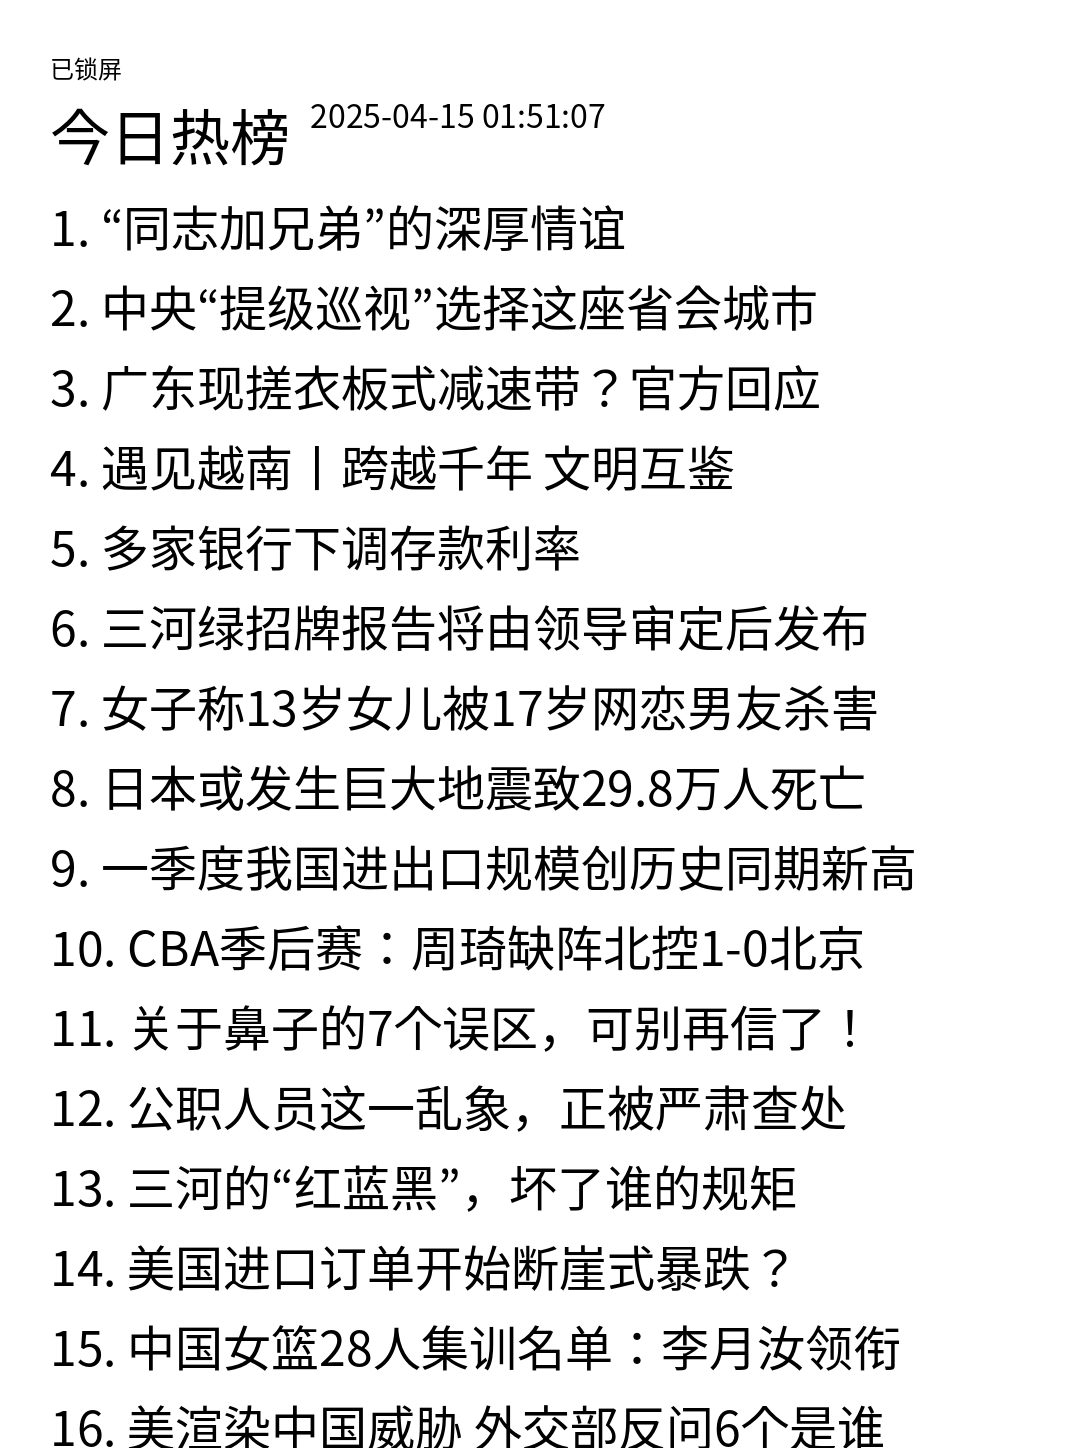 已锁屏
今日热榜 2025-04-15 01:51:07
1. “同志加兄弟”的深厚情谊
2. 中央“提级巡视”选择这座省会城市
3. 广东现搓衣板式减速带？官方回应
4. 遇见越南丨跨越千年 文明互鉴
5. 多家银行下调存款利率
6. 三河绿招牌报告将由领导审定后发布
7. 女子称13岁女儿被17岁网恋男友杀害
8. 日本或发生巨大地震致29.8万人死亡
9. 一季度我国进出口规模创历史同期新高
10. CBA季后赛：周琦缺阵北控1-0北京
11. 关于鼻子的7个误区，可别再信了！
12. 公职人员这一乱象，正被严肃查处
13. 三河的“红蓝黑”，坏了谁的规矩
14. 美国进口订单开始断崖式暴跌？
15. 中国女篮28人集训名单：李月汝领衔
16. 美渲染中国威胁 外交部反问6个是谁